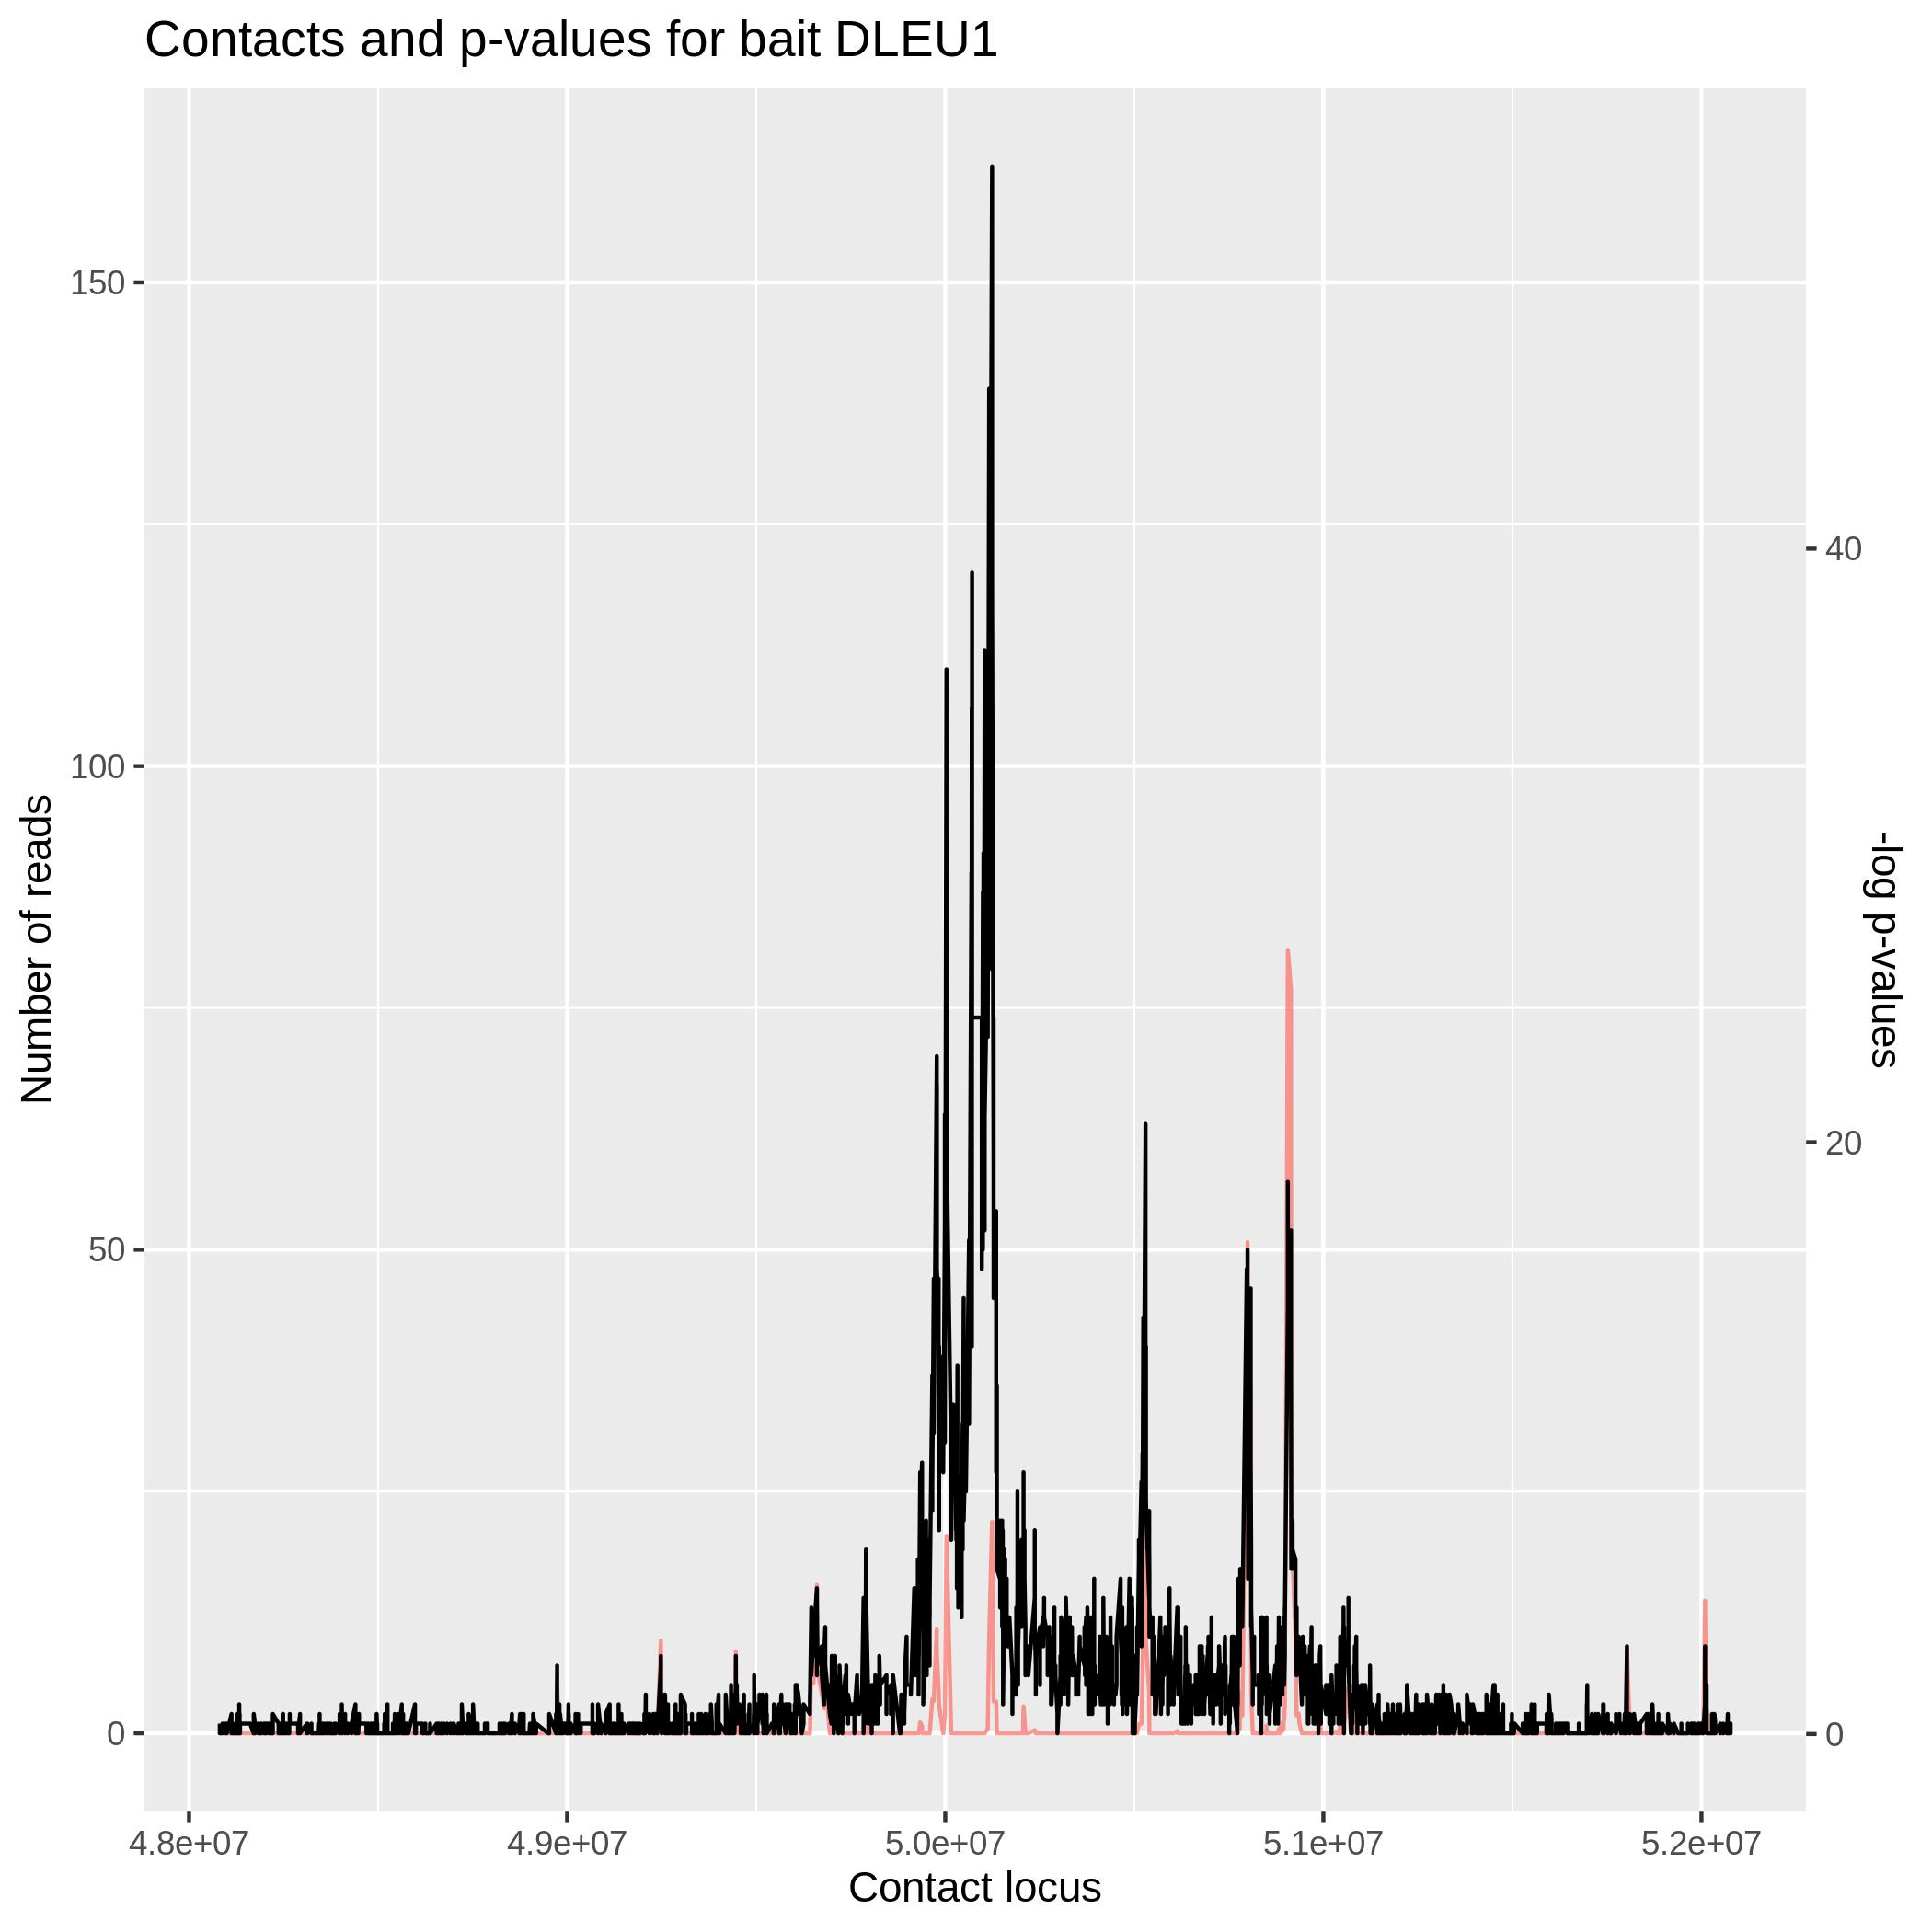 Contacts and p-values for bait DLEU1
Number of reads
150
100
50
0
40
20
0
-log p-values
4.8e+07 4.9e+07 5.0e+07 5.1e+07 5.2e+07
Contact locus